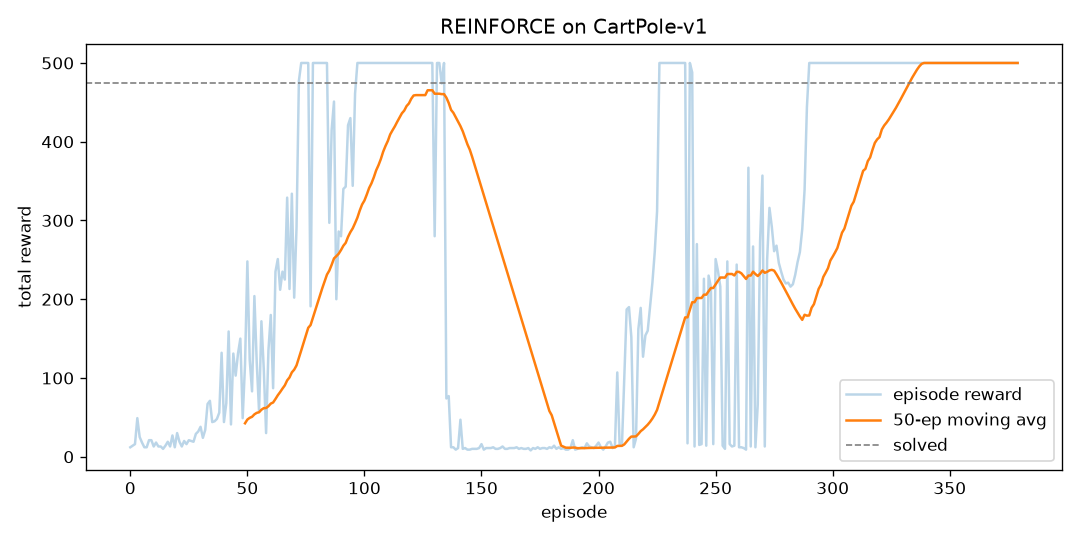 REINFORCE on CartPole-v1
total reward
500
400
300
200
100
0
0 50 100 150 200 250 300 350
episode
episode reward
50-ep moving avg
solved